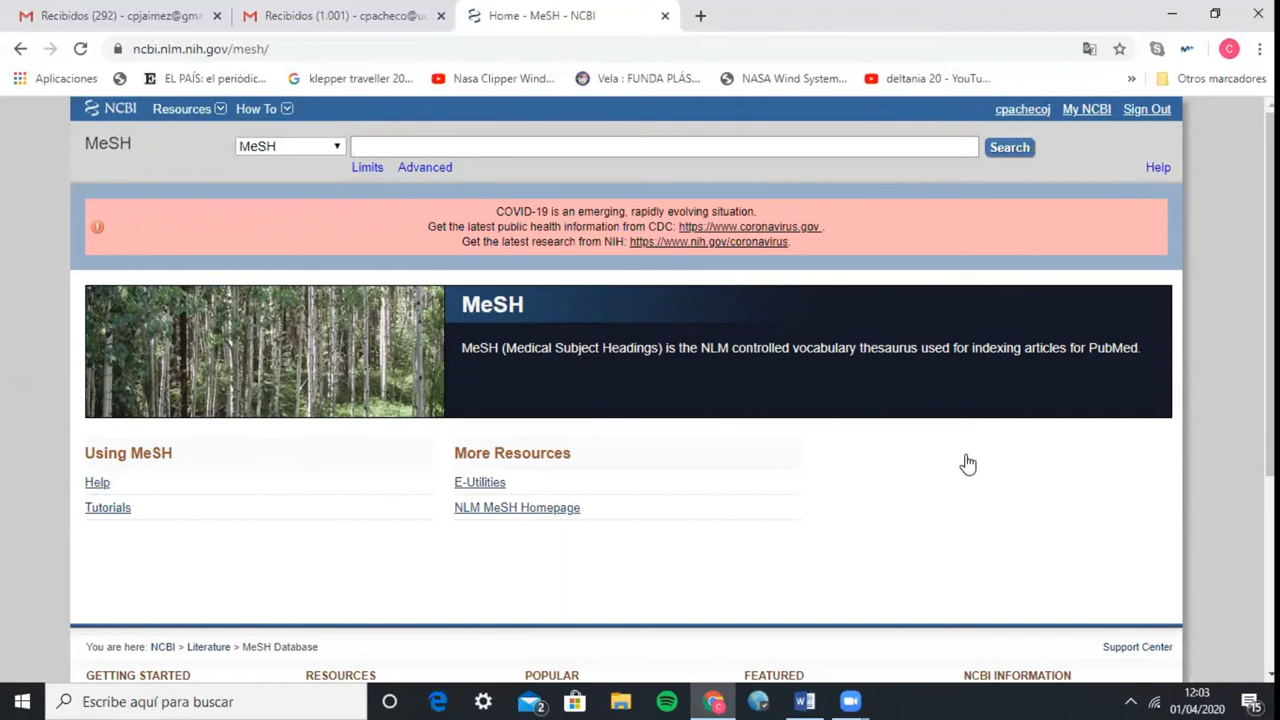 Recibidos (292) - cpjaimez@gma
Recibidos (1.001) - cpacheco@u
Home - MeSH - NCBI
ncbi.nlm.nih.gov/mesh/
Aplicaciones
EL PAÍS: el periódic...
klepper traveller 20...
Nasa Clipper Wind...
Vela : FUNDA PLÁS...
NASA Wind System...
deltania 20 - YouTu...
»
Otros marcadores
NCBI Resources How To
cpachecoj My NCBI Sign Out
MeSH
MeSH
Search
Limits Advanced
Help
COVID-19 is an emerging, rapidly evolving situation.
Get the latest public health information from CDC: https://www.coronavirus.gov .
Get the latest research from NIH: https://www.nih.gov/coronavirus.
MeSH
MeSH (Medical Subject Headings) is the NLM controlled vocabulary thesaurus used for indexing articles for PubMed.
Using MeSH
Help
Tutorials
More Resources
E-Utilities
NLM MeSH Homepage
You are here: NCBI > Literature > MeSH Database
Support Center
GETTING STARTED
RESOURCES
POPULAR
FEATURED
NCBI INFORMATION
Escribe aquí para buscar
2
12:03
01/04/2020
15